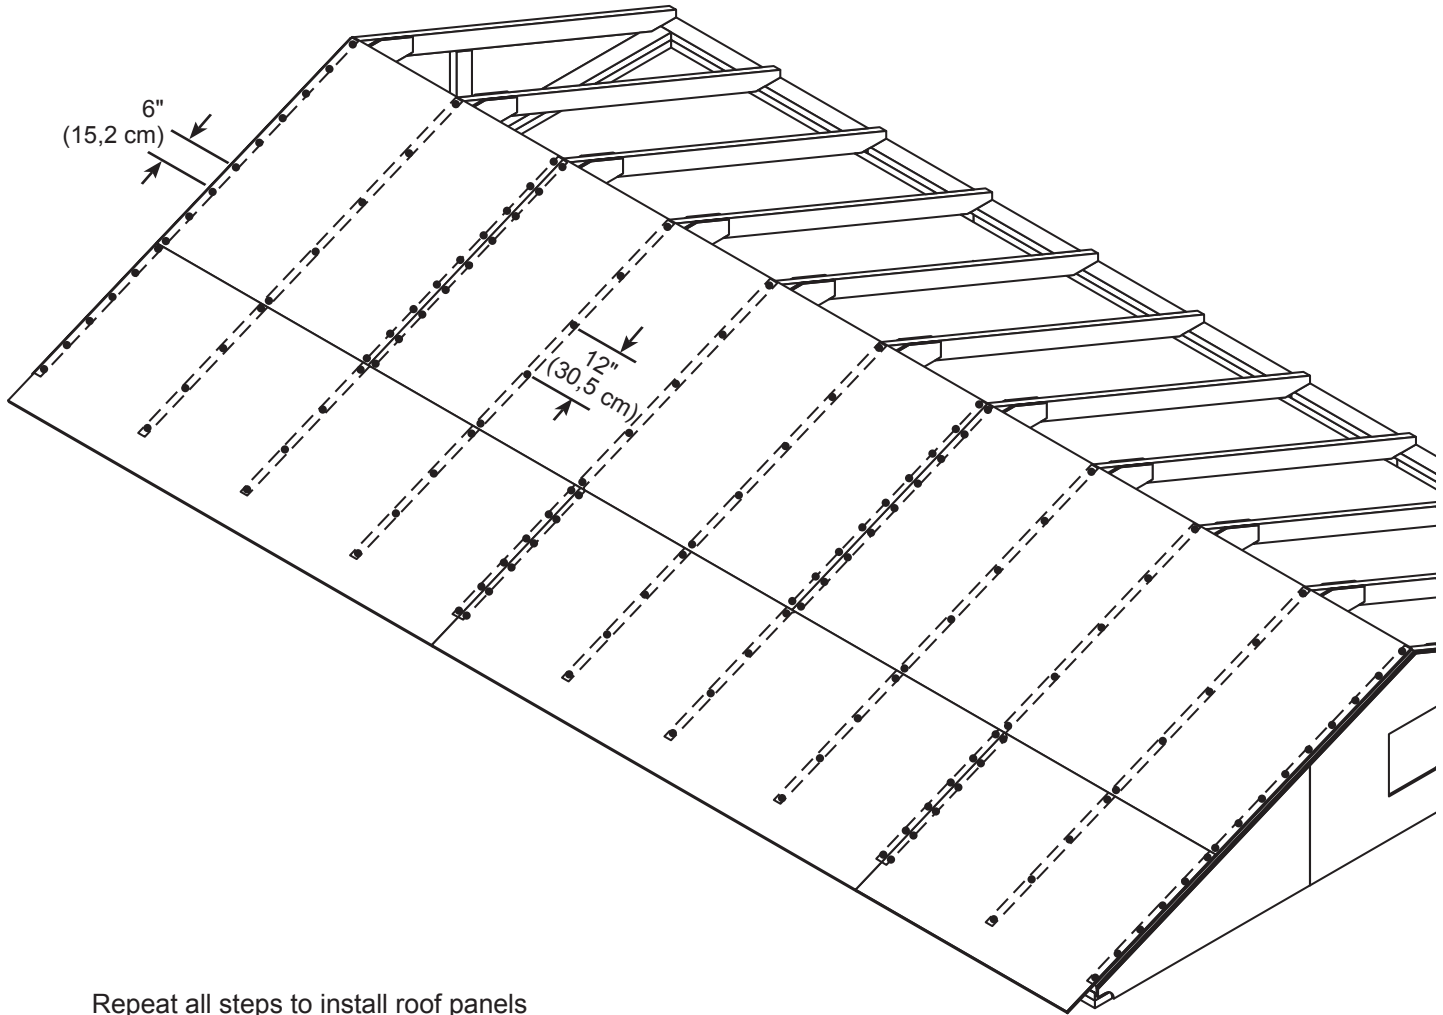 6"
(15,2 cm)
12"
(30,5 cm)
Repeat all steps to install roof panels